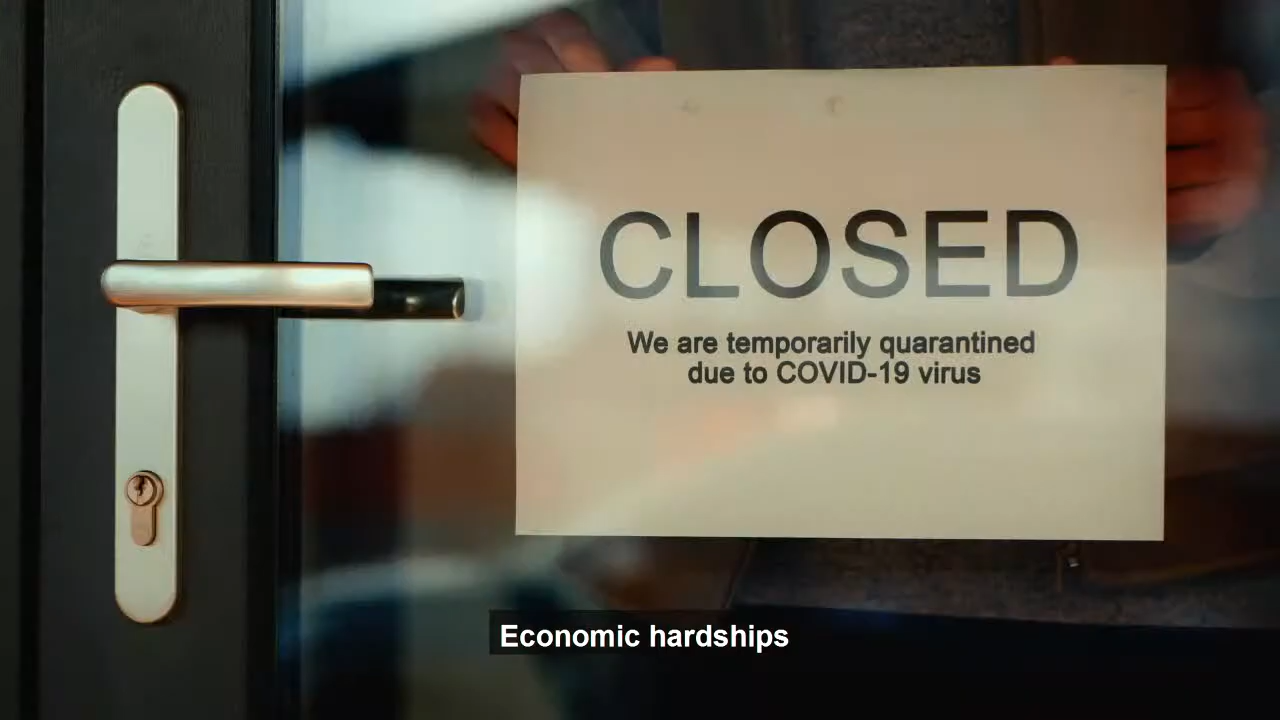 CLOSED
We are temporarily quarantined
due to COVID-19 virus
Economic hardships